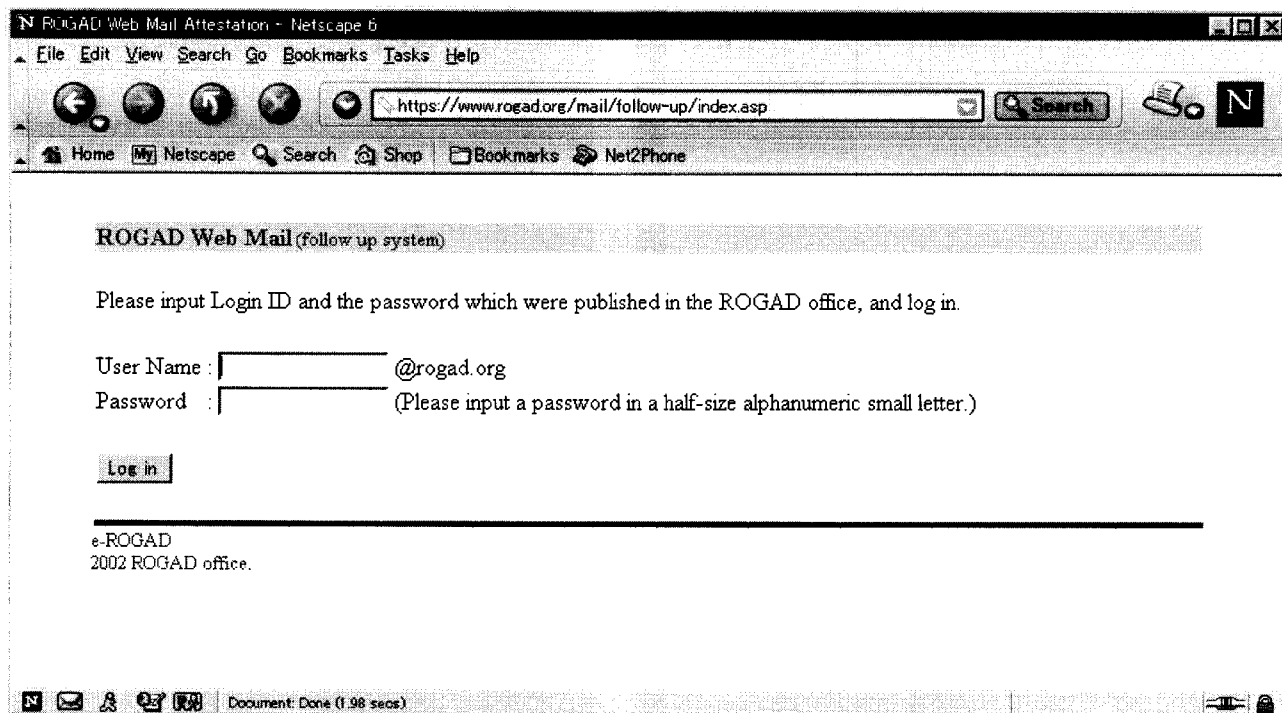 N ROGAD Web Mail Attestation - Netscape 6
File Edit View Search Go Bookmarks Tasks Help
https://www.rogad.org/mail/follow-up/index.asp Search N
Home My Netscape Search Shop Bookmarks Net2Phone
ROGAD Web Mail (follow up system)
Please input Login ID and the password which were published in the ROGAD office, and log in.
User Name : @rogad.org
Password : (Please input a password in a half-size alphanumeric small letter.)
Log in
e-ROGAD
2002 ROGAD office.
N Document: Done (1.98 secs)